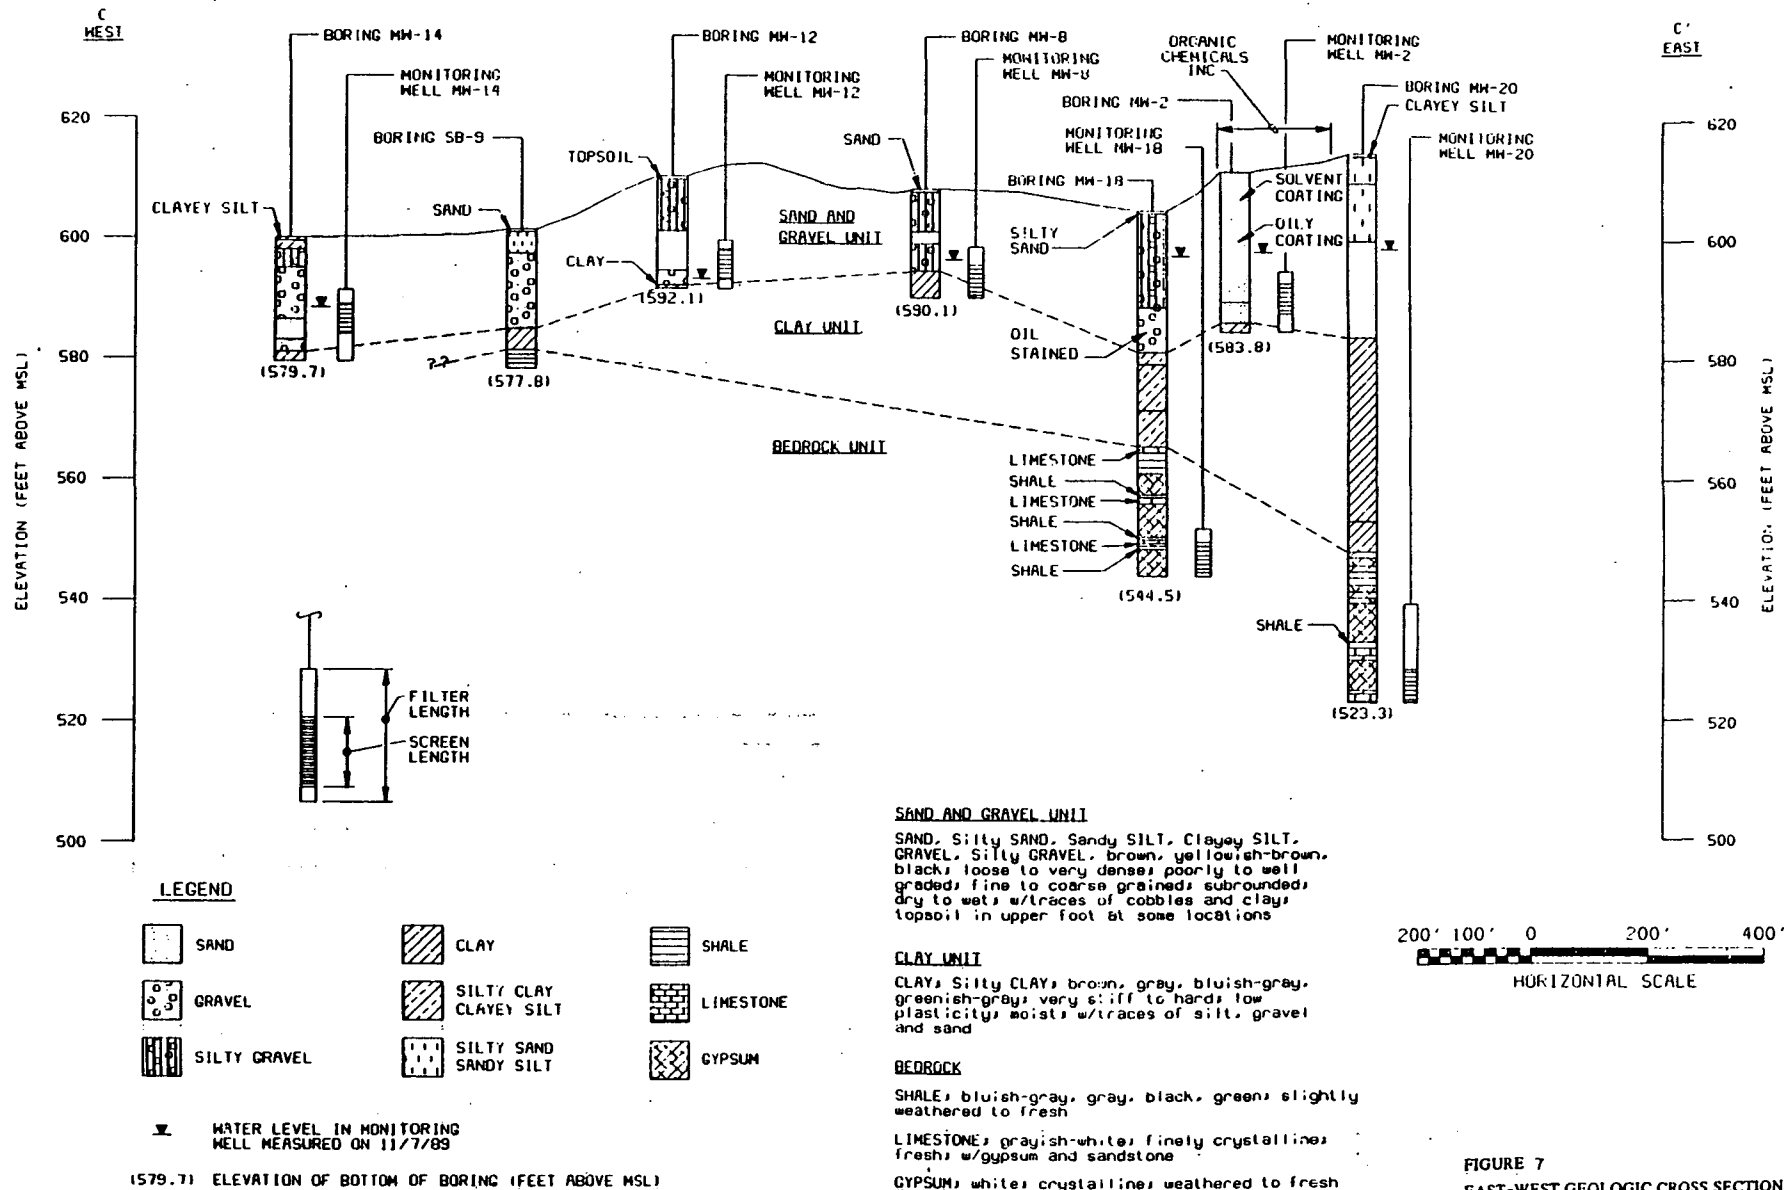 C
WEST
C'
EAST
BORING MW-14
MONITORING
WELL MW-14
BORING SB-9
BORING MW-12
MONITORING
WELL MW-12
BORING MW-8
MONITORING
WELL MW-8
ORGANIC
CHEMICALS
INC
MONITORING
WELL MW-2
BORING MW-2
MONITORING
WELL MW-18
BORING MW-18
BORING MW-20
CLAYEY SILT
MONITORING
WELL MW-20
620
600
580
560
540
520
500
ELEVATION (FEET ABOVE MSL)
620
600
580
560
540
520
500
ELEVATION (FEET ABOVE MSL)
CLAYEY SILT
SAND
TOPSOIL
CLAY
SAND
SAND AND
GRAVEL UNIT
SILTY
SAND
SOLVENT
COATING
OILY
COATING
OIL
STAINED
CLAY UNIT
BEDROCK UNIT
??
(579.7)
(577.8)
(592.1)
(590.1)
(583.8)
(544.5)
(523.3)
LIMESTONE
SHALE
LIMESTONE
SHALE
LIMESTONE
SHALE
SHALE
FILTER
LENGTH
SCREEN
LENGTH
LEGEND
SAND
GRAVEL
SILTY GRAVEL
CLAY
SILTY CLAY
CLAYEY SILT
SILTY SAND
SANDY SILT
SHALE
LIMESTONE
GYPSUM
WATER LEVEL IN MONITORING
WELL MEASURED ON 11/7/89
(579.7) ELEVATION OF BOTTOM OF BORING (FEET ABOVE MSL)
SAND AND GRAVEL UNIT
SAND, Silty SAND, Sandy SILT, Clayey SILT,
GRAVEL, Silty GRAVEL, brown, yellowish-brown,
black; loose to very dense; poorly to well
graded; fine to coarse grained; subrounded;
dry to wet; w/traces of cobbles and clay;
topsoil in upper foot at some locations
CLAY UNIT
CLAY; Silty CLAY; brown, gray, bluish-gray,
greenish-gray; very stiff to hard; low
plasticity; moist; w/traces of silt, gravel
and sand
BEDROCK
SHALE; bluish-gray, gray, black, green; slightly
weathered to fresh
LIMESTONE; grayish-white; finely crystalline;
fresh; w/gypsum and sandstone
GYPSUM; white; crystalline; weathered to fresh
200' 100' 0 200' 400'
HORIZONTAL SCALE
FIGURE 7
EAST-WEST GEOLOGIC CROSS SECTION